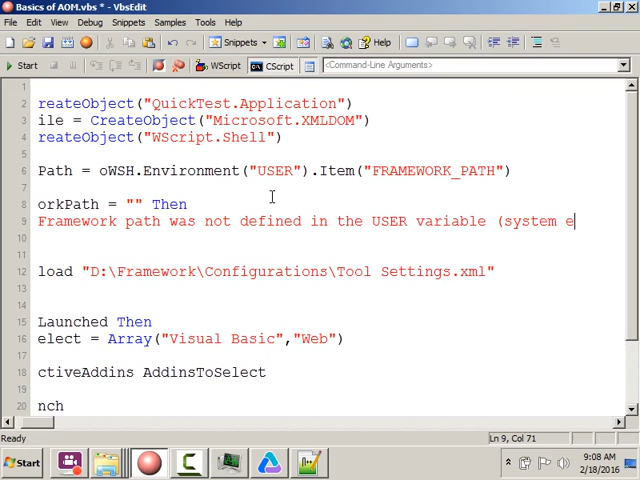 Basics of AOM.vbs * - VbsEdit
File Edit View Debug Snippets Samples Tools Help
Snippets Help
Start WScript CScript <Command-Line Arguments>
1
2 reateObject("QuickTest.Application")
3 ile = CreateObject("Microsoft.XMLDOM")
4 reateObject("WScript.Shell")
5
6 Path = oWSH.Environment("USER").Item("FRAMEWORK_PATH")
7
8 orkPath = "" Then
9 Framework path was not defined in the USER variable (system e
10
11
12 load "D:\Framework\Configurations\Tool Settings.xml"
13
14
15 Launched Then
16 elect = Array("Visual Basic","Web")
17
18 ctiveAddins AddinsToSelect
19
20 nch
Ready Ln 9, Col 71
Start 9:08 AM
2/18/2016